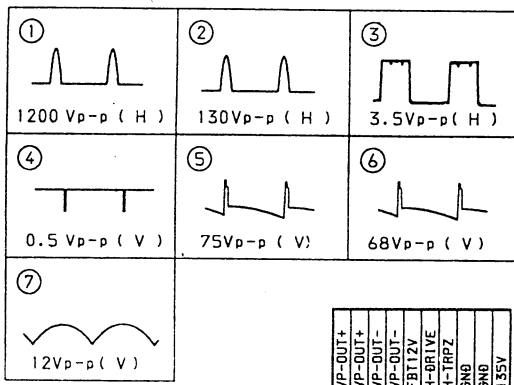 ① ② ③
1200 Vp-p ( H ) 130Vp-p ( H ) 3.5Vp-p ( H )
④ ⑤ ⑥
0.5 Vp-p ( V ) 75Vp-p ( V) 68Vp-p ( V )
⑦
12Vp-p( V )
VP-OUT+
VP-OUT+
VP-OUT-
VP-OUT-
FBT12V
H-DRIVE
H-TRPZ
GND
GND
135V